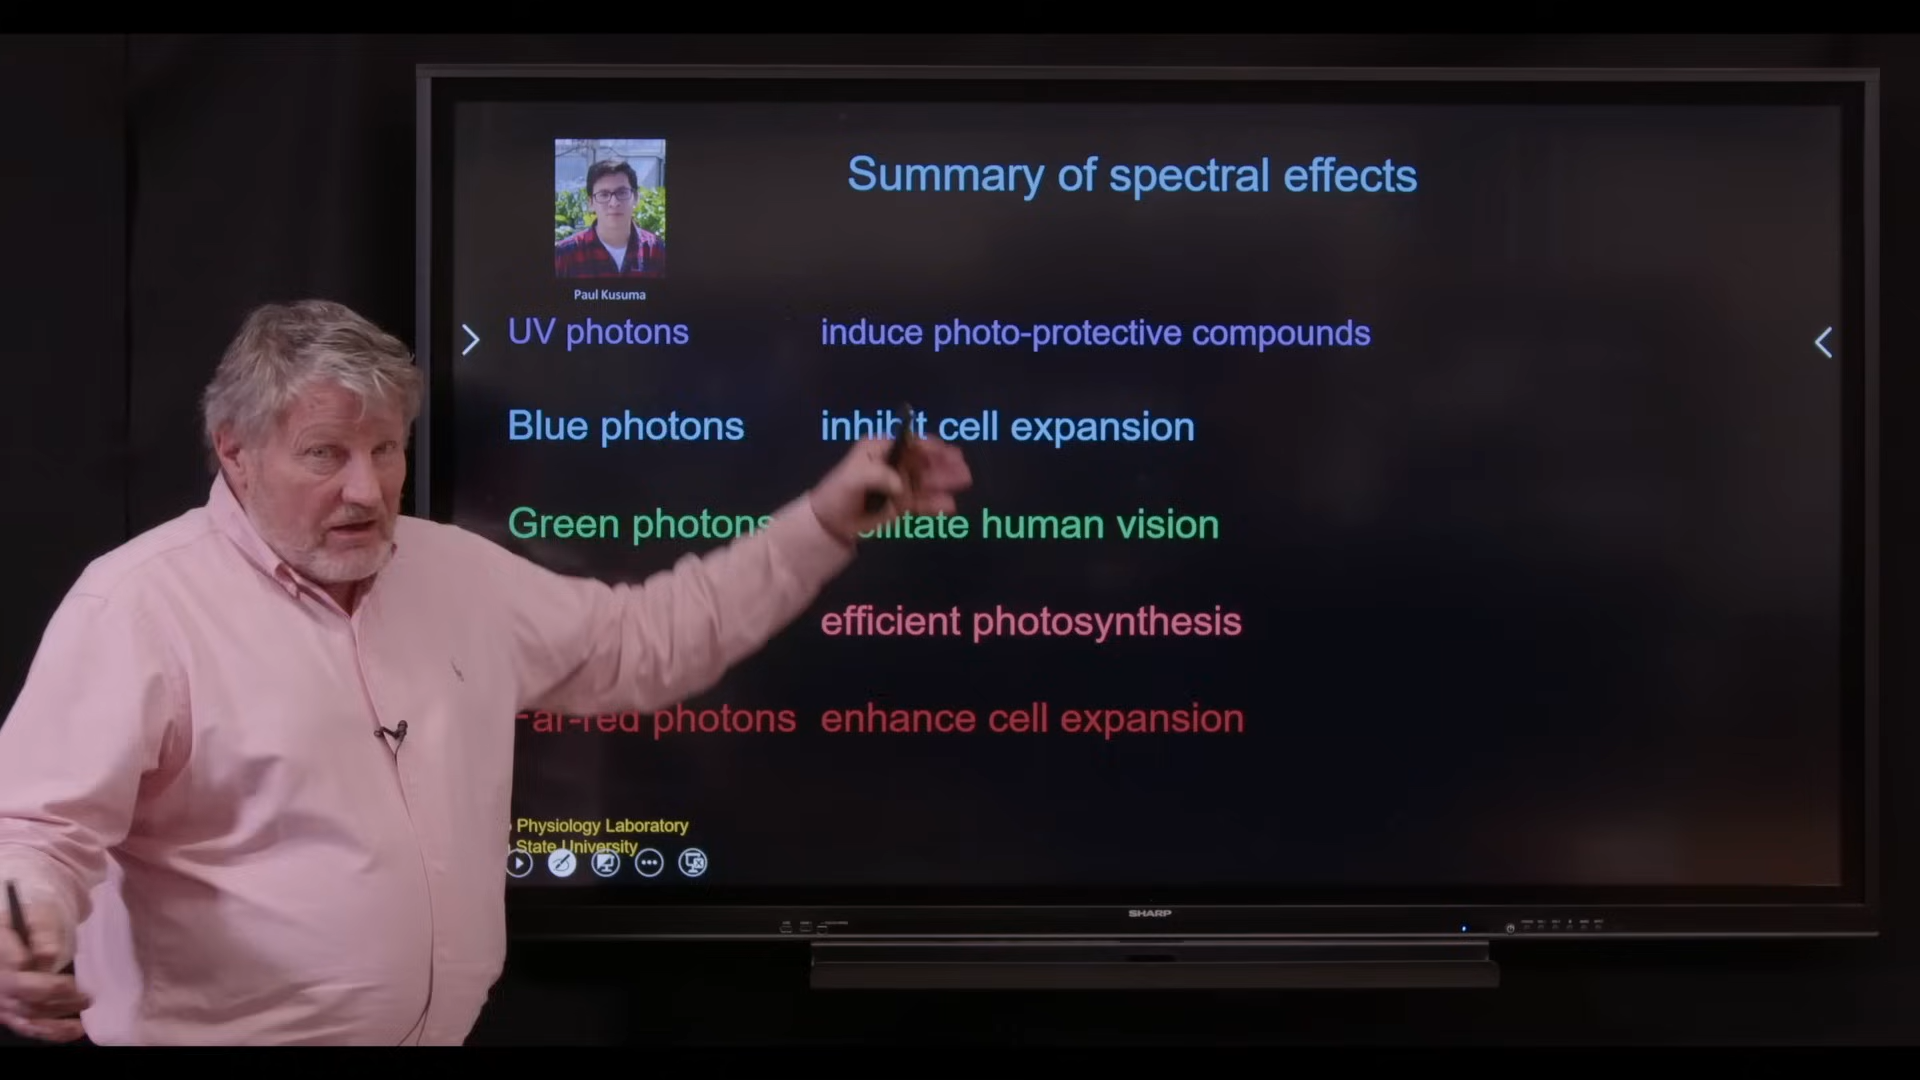 Summary of spectral effects
Paul Kusuma
UV photons induce photo-protective compounds
Blue photons inhibit cell expansion
Green photons human vision
efficient photosynthesis
photons enhance cell expansion
Physiology Laboratory
State University
SHARP